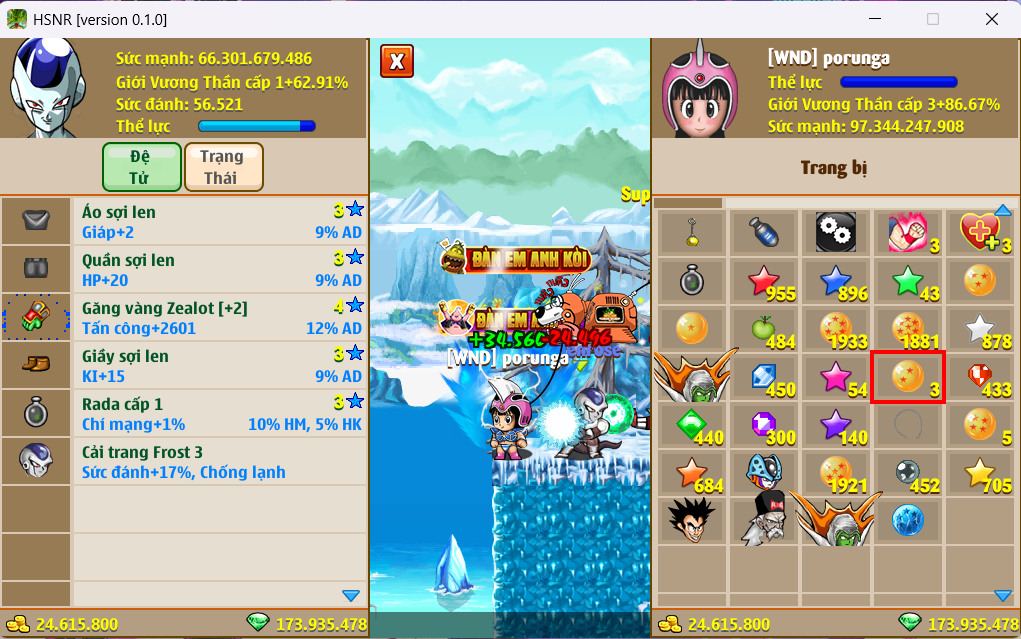 HSNR [version 0.1.0]
Sức mạnh: 66.301.679.486
Giới Vương Thần cấp 1+62.91%
Sức đánh: 56.521
Thể lực
Đệ
Tử
Trạng
Thái
Áo sợi len
3
Giáp+2
9% AD
Quần sợi len
3
HP+20
9% AD
Găng vàng Zealot [+2]
4
Tấn công+2601
12% AD
Giầy sợi len
3
KI+15
9% AD
Rada cấp 1
3
Chí mạng+1%
10% HM, 5% HK
Cải trang Frost 3
Sức đánh+17%, Chống lạnh
24.615.800
173.935.478
X
Sup
ĐÀN EM ANH KÒI
ĐÀN EM
[WND] porunga
[WND] porunga
Thể lực
Giới Vương Thần cấp 3+86.67%
Sức mạnh: 97.344.247.908
Trang bị
3
3
955
896
43
484
1933
1881
878
450
54
3
433
440
300
140
5
684
1921
452
705
24.615.800
173.935.478